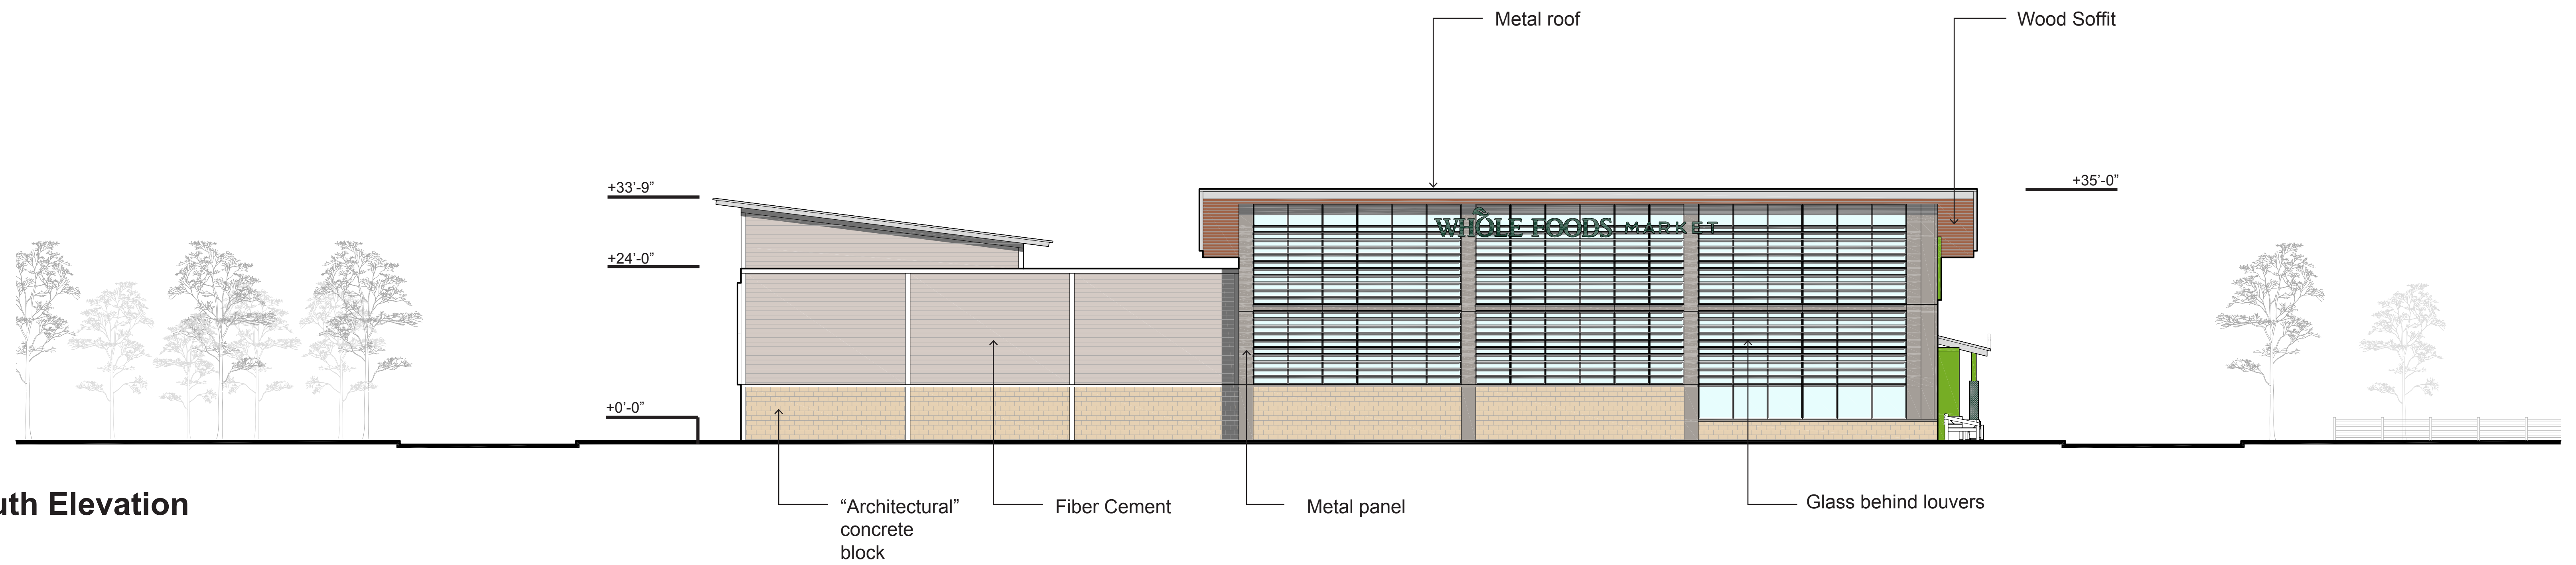 Metal roof
Wood Soffit
+33’-9”
+35’-0”
WHOLE FOODS MARKET
+24’-0”
+0’-0”
uth Elevation
“Architectural”
concrete
block
Fiber Cement
Metal panel
Glass behind louvers